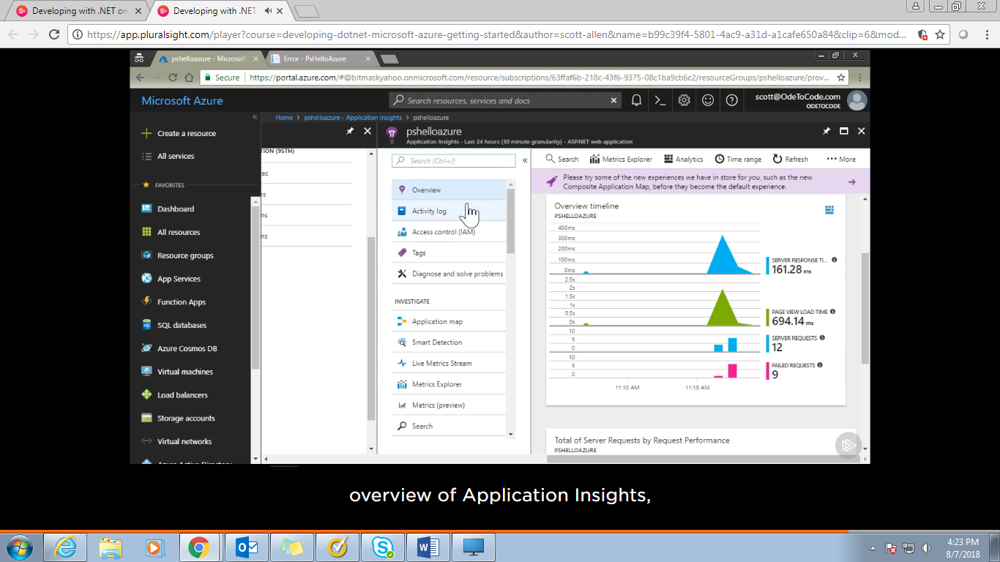 Developing with .NET on
Developing with .NET
https://app.pluralsight.com/player?course=developing-dotnet-microsoft-azure-getting-started&author=scott-allen&name=b99c39f4-5801-4ac9-a31d-a1cafe650a84&clip=6&mod...
pshelloazure - Microsoft
Error - PsHelloAzure
Secure
https://portal.azure.com/#@bitmaskyahoo.onmicrosoft.com/resource/subscriptions/63ffaf6b-218c-43f6-9375-08c1ba9cb6c2/resourceGroups/pshelloazure/prov...
Microsoft Azure
Search resources, services and docs
scott@OdeToCode.com
ODETOCODE
Home > pshelloazure - Application Insights > pshelloazure
Create a resource
All services
FAVORITES
Dashboard
All resources
Resource groups
App Services
Function Apps
SQL databases
Azure Cosmos DB
Virtual machines
Load balancers
Storage accounts
Virtual networks
Azure Active Directory
TION (95TH)
ec
ns
ns
pshelloazure
Application Insights - Last 24 hours (30 minute granularity) - ASP.NET web application
Search (Ctrl+/)
Overview
Activity log
Access control (IAM)
Tags
Diagnose and solve problems
INVESTIGATE
Application map
Smart Detection
Live Metrics Stream
Metrics Explorer
Metrics (preview)
Search
Search
Metrics Explorer
Analytics
Time range
Refresh
More
Please try some of the new experiences we have in store for you, such as the new
Composite Application Map, before they become the default experience.
Overview timeline
PSHELLOAZURE
400ms
300ms
200ms
100ms
0ms
SERVER RESPONSE TI...
161.28 ms
2.5s
2s
1.5s
1s
0.5s
0s
PAGE VIEW LOAD TIME
694.14 ms
10
5
0
SERVER REQUESTS
12
10
5
0
FAILED REQUESTS
9
11:10 AM
11:15 AM
Total of Server Requests by Request Performance
PSHELLOAZURE
overview of Application Insights,
4:23 PM
8/7/2018